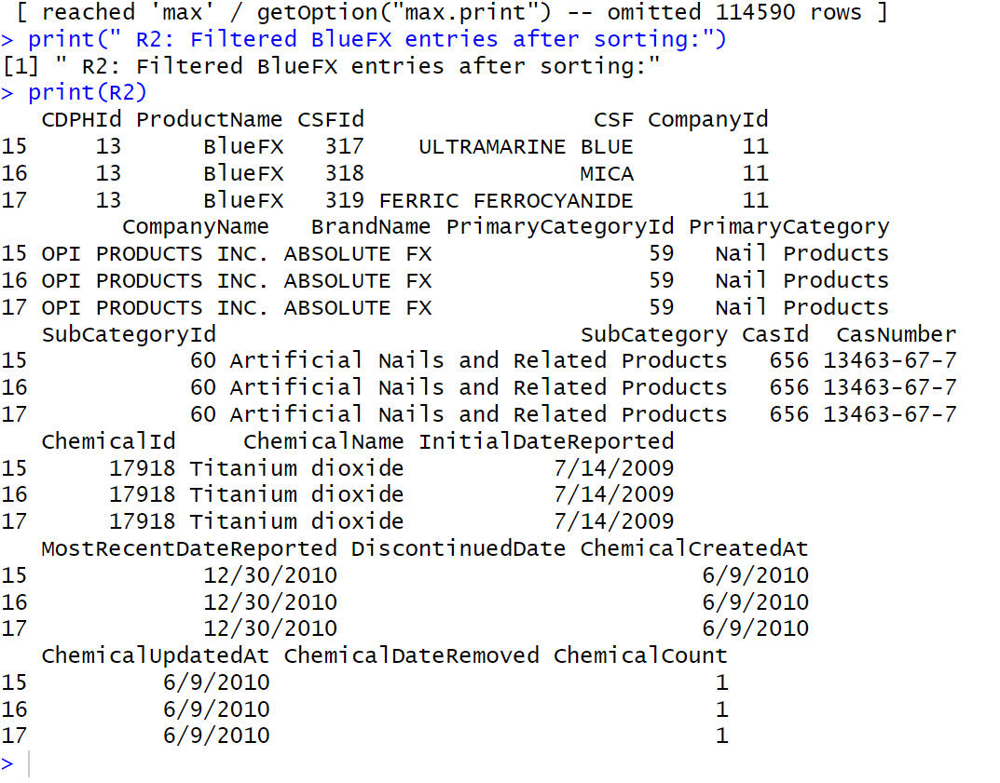 [ reached 'max' / getOption("max.print") -- omitted 114590 rows ]
> print(" R2: Filtered BlueFX entries after sorting:")
[1] " R2: Filtered BlueFX entries after sorting:"
> print(R2)
   CDPHId ProductName CSFId                    CSF CompanyId
15     13      BlueFX   317       ULTRAMARINE BLUE        11
16     13      BlueFX   318                   MICA        11
17     13      BlueFX   319 FERRIC FERROCYANIDE        11
         CompanyName   BrandName PrimaryCategoryId PrimaryCategory
15 OPI PRODUCTS INC. ABSOLUTE FX                59   Nail Products
16 OPI PRODUCTS INC. ABSOLUTE FX                59   Nail Products
17 OPI PRODUCTS INC. ABSOLUTE FX                59   Nail Products
   SubCategoryId                           SubCategory CasId  CasNumber
15            60 Artificial Nails and Related Products   656 13463-67-7
16            60 Artificial Nails and Related Products   656 13463-67-7
17            60 Artificial Nails and Related Products   656 13463-67-7
   ChemicalId     ChemicalName InitialDateReported
15      17918 Titanium dioxide           7/14/2009
16      17918 Titanium dioxide           7/14/2009
17      17918 Titanium dioxide           7/14/2009
   MostRecentDateReported DiscontinuedDate ChemicalCreatedAt
15             12/30/2010                           6/9/2010
16             12/30/2010                           6/9/2010
17             12/30/2010                           6/9/2010
   ChemicalUpdatedAt ChemicalDateRemoved ChemicalCount
15          6/9/2010                                 1
16          6/9/2010                                 1
17          6/9/2010                                 1
>